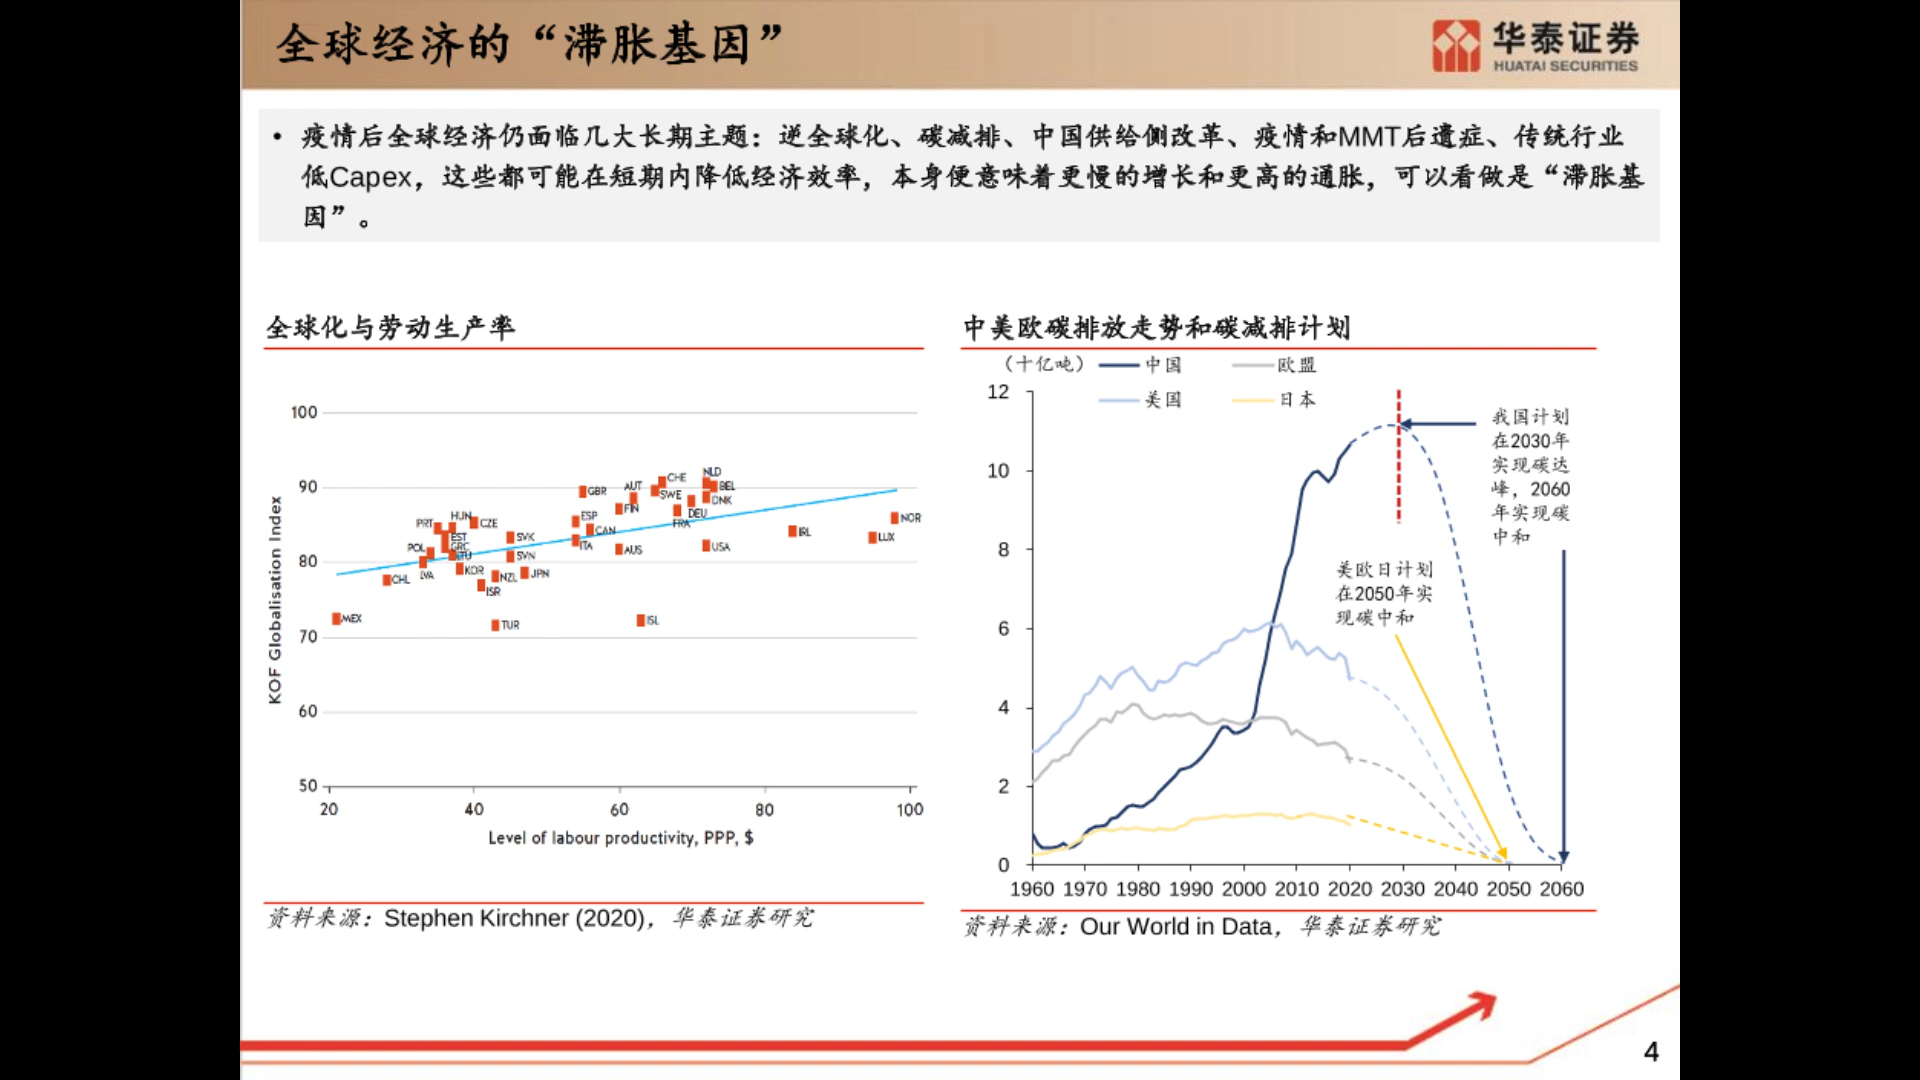 全球经济的“滞胀基因”
华泰证券
HUATAI SECURITIES
• 疫情后全球经济仍面临几大长期主题：逆全球化、碳减排、中国供给侧改革、疫情和MMT后遗症、传统行业
低Capex，这些都可能在短期内降低经济效率，本身便意味着更慢的增长和更高的通胀，可以看做是“滞胀基
因”。
全球化与劳动生产率
KOF Globalisation Index
100
90
80
70
60
50
20 40 60 80 100
Level of labour productivity, PPP, $
NLD
CHE
BEL
AUT
GBR
SWE
DNK
FIN
DEU
ESP
HUN
PRT
CZE
FRA
NOR
CAN
IRL
EST
SVK
LUX
GRC
ITA
POL
AUS
USA
LTU
SVN
KOR
LVA
NZL
JPN
CHL
ISR
MEX
ISL
TUR
资料来源：Stephen Kirchner (2020)，华泰证券研究
中美欧碳排放走势和碳减排计划
（十亿吨）
中国 欧盟
美国 日本
12
10
8
6
4
2
0
1960 1970 1980 1990 2000 2010 2020 2030 2040 2050 2060
我国计划
在2030年
实现碳达
峰，2060
年实现碳
中和
美欧日计划
在2050年实
现碳中和
资料来源：Our World in Data，华泰证券研究
4